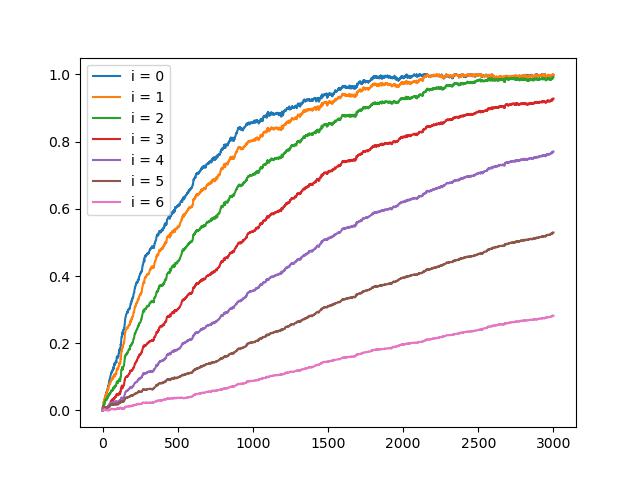 i = 0
i = 1
i = 2
i = 3
i = 4
i = 5
i = 6
1.0
0.8
0.6
0.4
0.2
0.0
0 500 1000 1500 2000 2500 3000